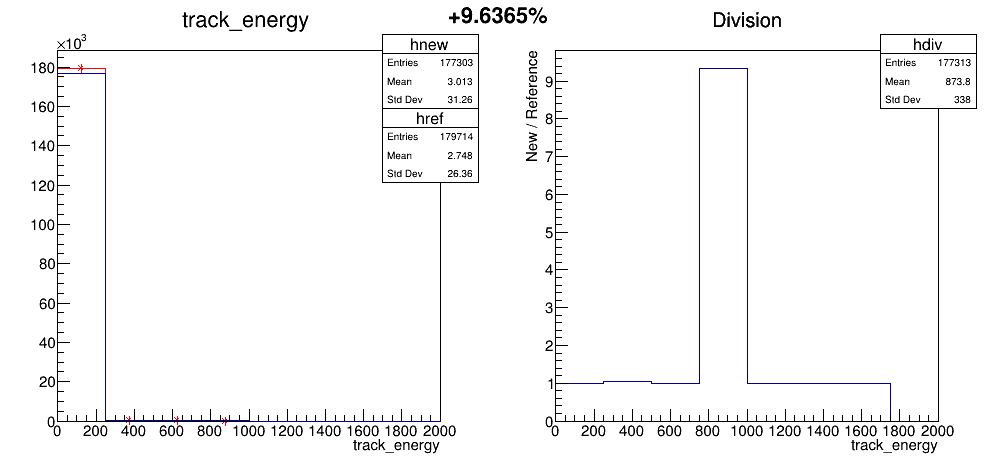 +9.6365%
track_energy
×10³
180
160
140
120
100
80
60
40
20
0
0 200 400 600 800 1000 1200 1400 1600 1800 2000
track_energy
hnew
Entries 177303
Mean 3.013
Std Dev 31.26
href
Entries 179714
Mean 2.748
Std Dev 26.36
Division
New / Reference
9
8
7
6
5
4
3
2
1
0
0 200 400 600 800 1000 1200 1400 1600 1800 2000
track_energy
hdiv
Entries 177313
Mean 873.8
Std Dev 338